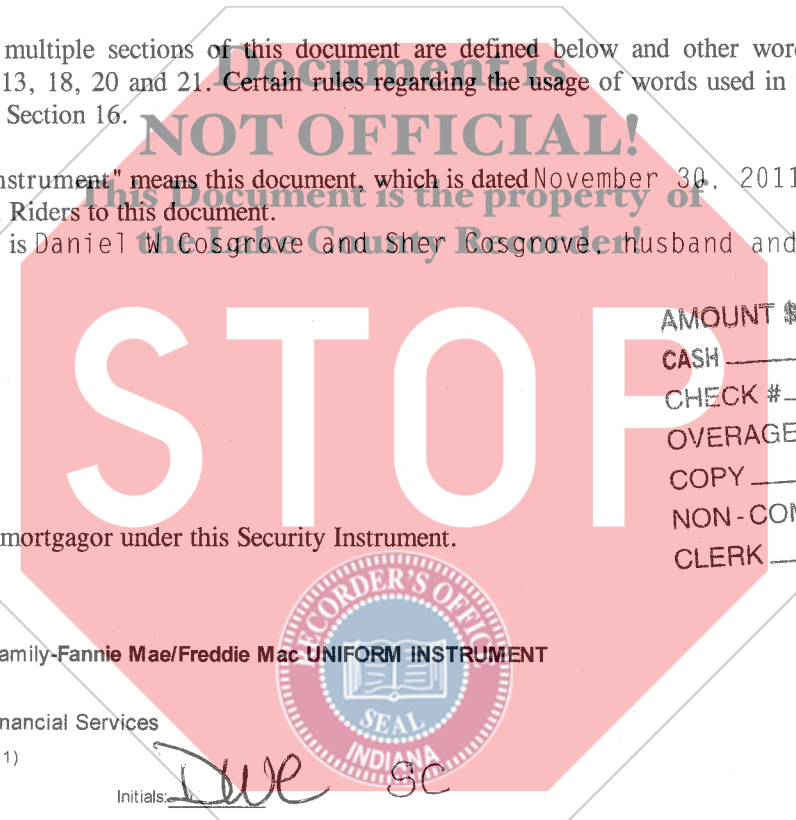 multiple sections of this document are defined below and other word
Document is
13, 18, 20 and 21. Certain rules regarding the usage of words used in
Section 16.
NOT OFFICIAL!
nstrument" means this document, which is dated November 30, 2011
This Document is the property of
Riders to this document.
is Daniel W Cosgrove and Sher Cosgrove, husband and
the Lake County Recorder!
STOP
AMOUNT $
CASH
CHECK #
OVERAGE
COPY
NON-CON
CLERK
mortgagor under this Security Instrument.
RECORDER'S OFFICE
SEAL
INDIANA
amily-Fannie Mae/Freddie Mac UNIFORM INSTRUMENT
nancial Services
1)
Initials: DWC SC